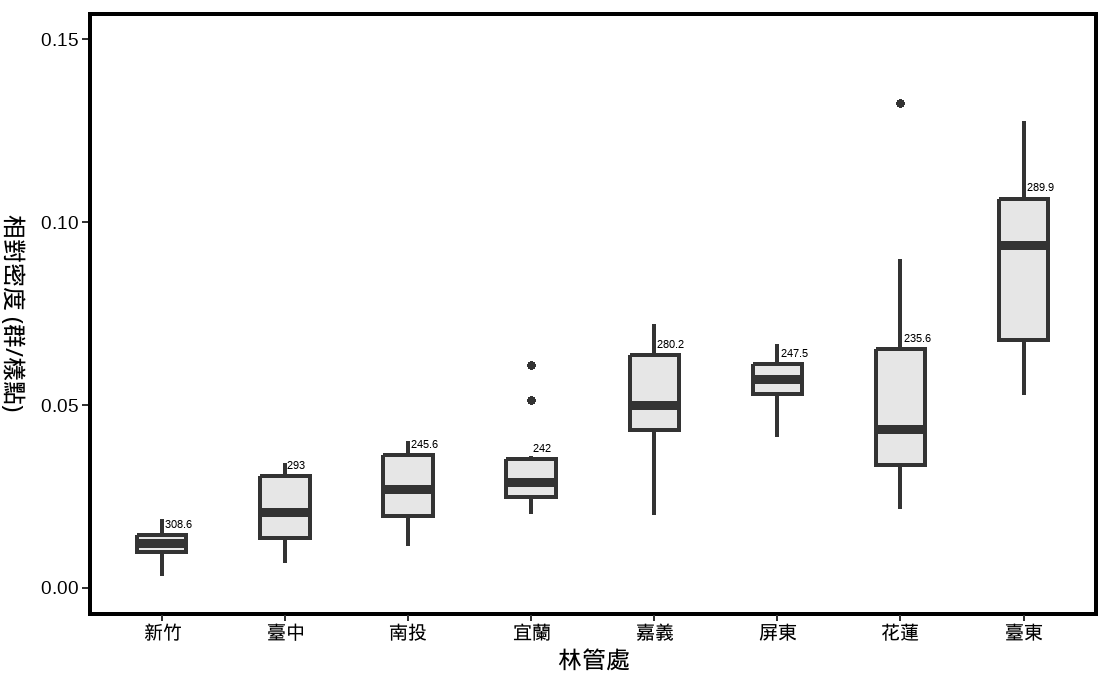 0.15
0.10
0.05
0.00
相對密度 (群/樣點)
308.6
293
245.6
242
280.2
247.5
235.6
289.9
新竹
臺中
南投
宜蘭
嘉義
屏東
花蓮
臺東
林管處